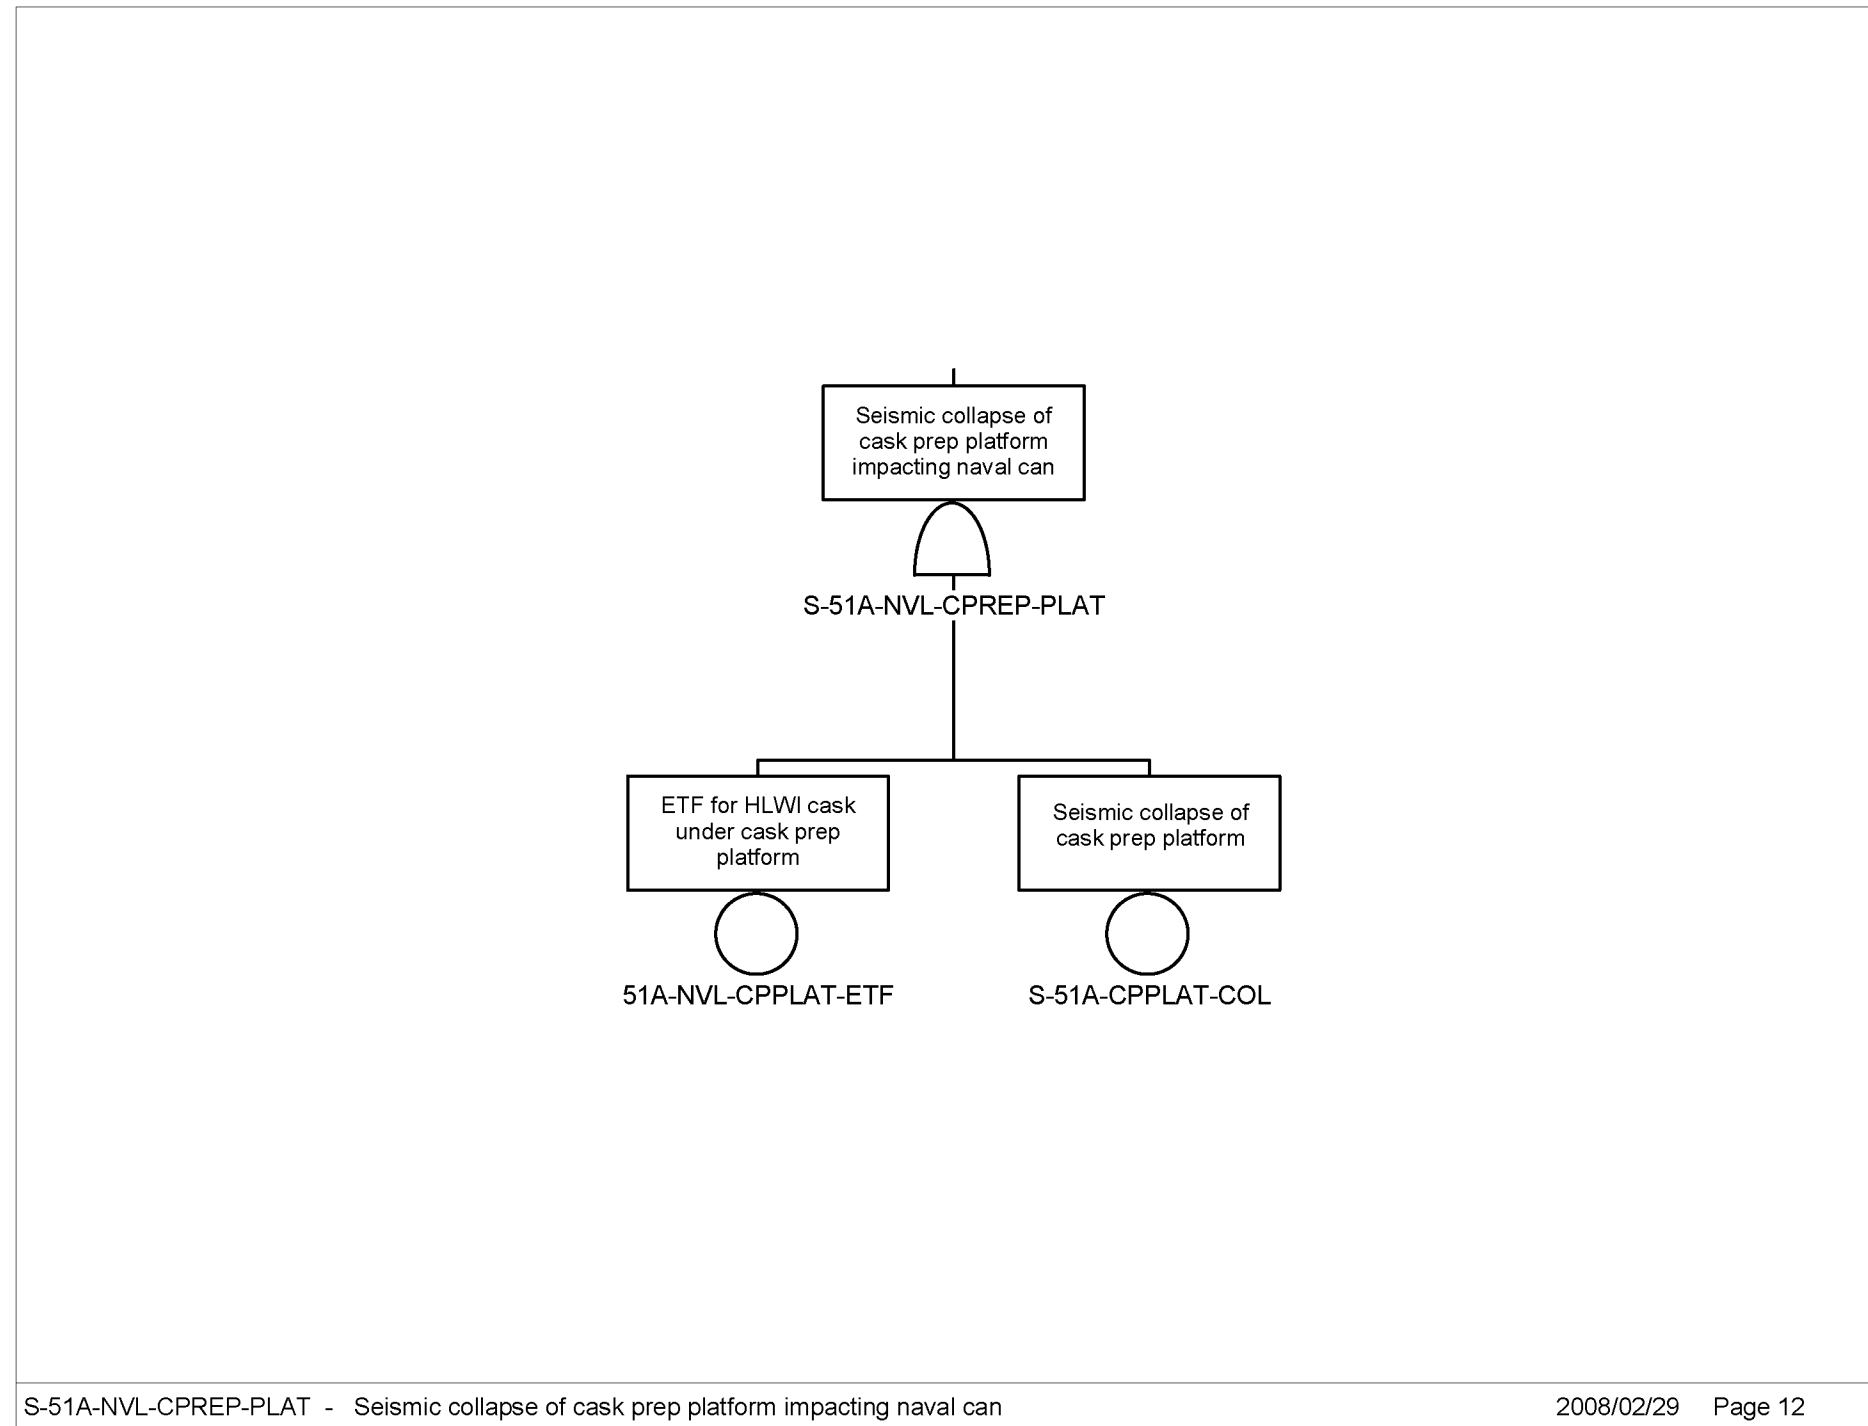 Seismic collapse of
cask prep platform
impacting naval can
S-51A-NVL-CPREP-PLAT
ETF for HLWI cask
under cask prep
platform
51A-NVL-CPPLAT-ETF
Seismic collapse of
cask prep platform
S-51A-CPPLAT-COL
S-51A-NVL-CPREP-PLAT - Seismic collapse of cask prep platform impacting naval can 2008/02/29 Page 12